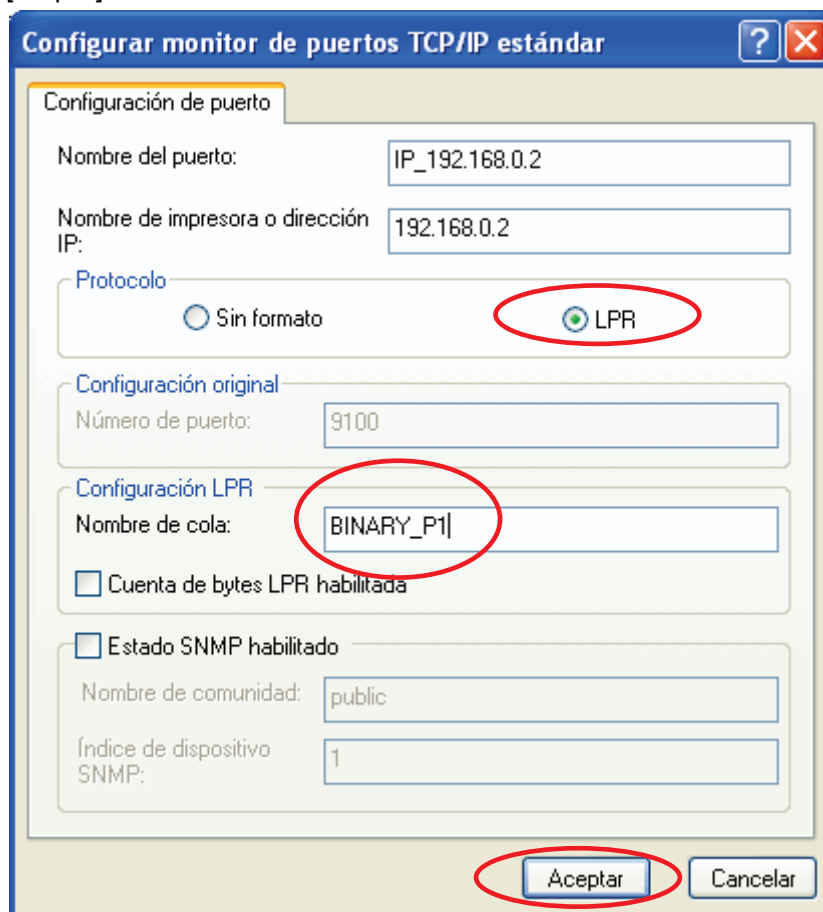 Configurar monitor de puertos TCP/IP estándar
Configuración de puerto
Nombre del puerto: IP_192.168.0.2
Nombre de impresora o dirección
IP: 192.168.0.2
Protocolo
Sin formato LPR
Configuración original
Número de puerto: 9100
Configuración LPR
Nombre de cola: BINARY_P1
Cuenta de bytes LPR habilitada
Estado SNMP habilitado
Nombre de comunidad: public
Índice de dispositivo
SNMP: 1
Aceptar Cancelar